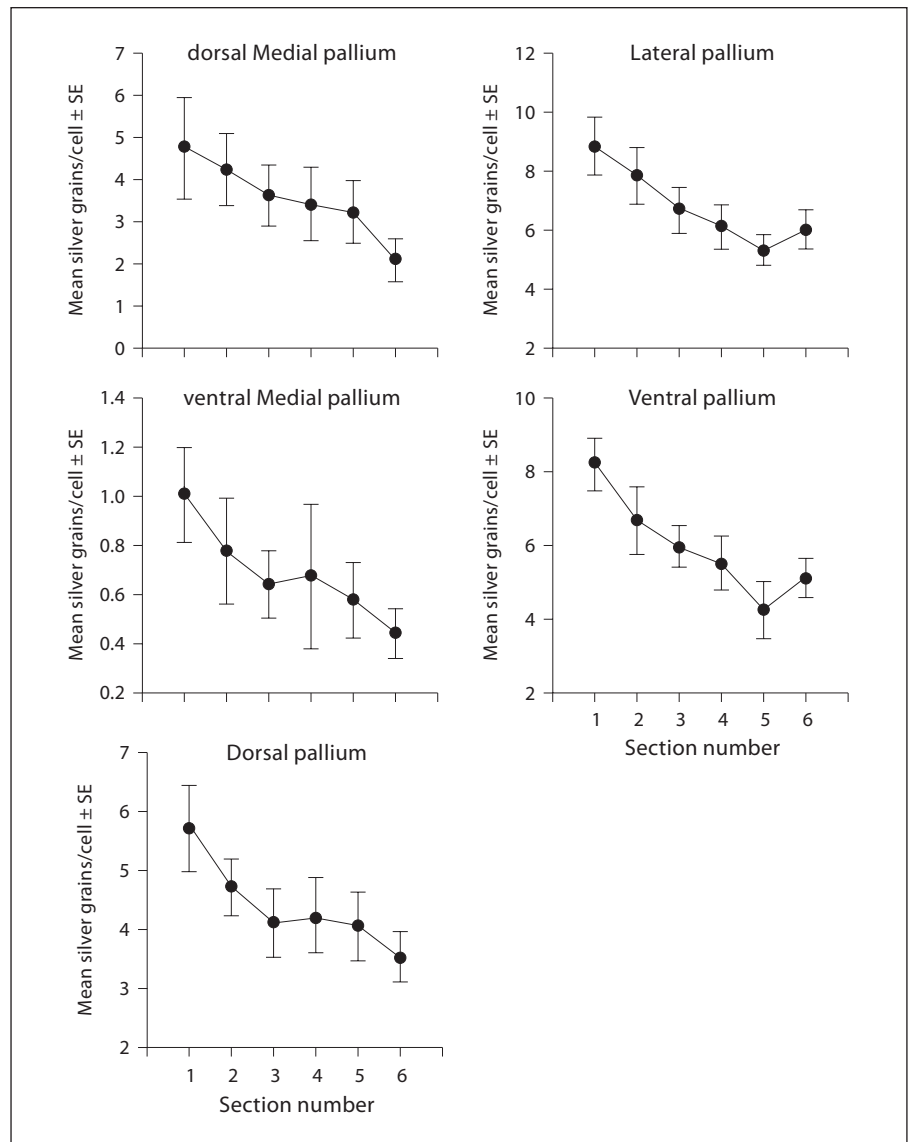 dorsal Medial pallium
Mean silver grains/cell ± SE
7
6
5
4
3
2
1
0
Lateral pallium
Mean silver grains/cell ± SE
12
10
8
6
4
2
ventral Medial pallium
Mean silver grains/cell ± SE
1.4
1.2
1.0
0.8
0.6
0.4
0.2
Ventral pallium
Mean silver grains/cell ± SE
10
8
6
4
2
1 2 3 4 5 6
Section number
Dorsal pallium
Mean silver grains/cell ± SE
7
6
5
4
3
2
1 2 3 4 5 6
Section number